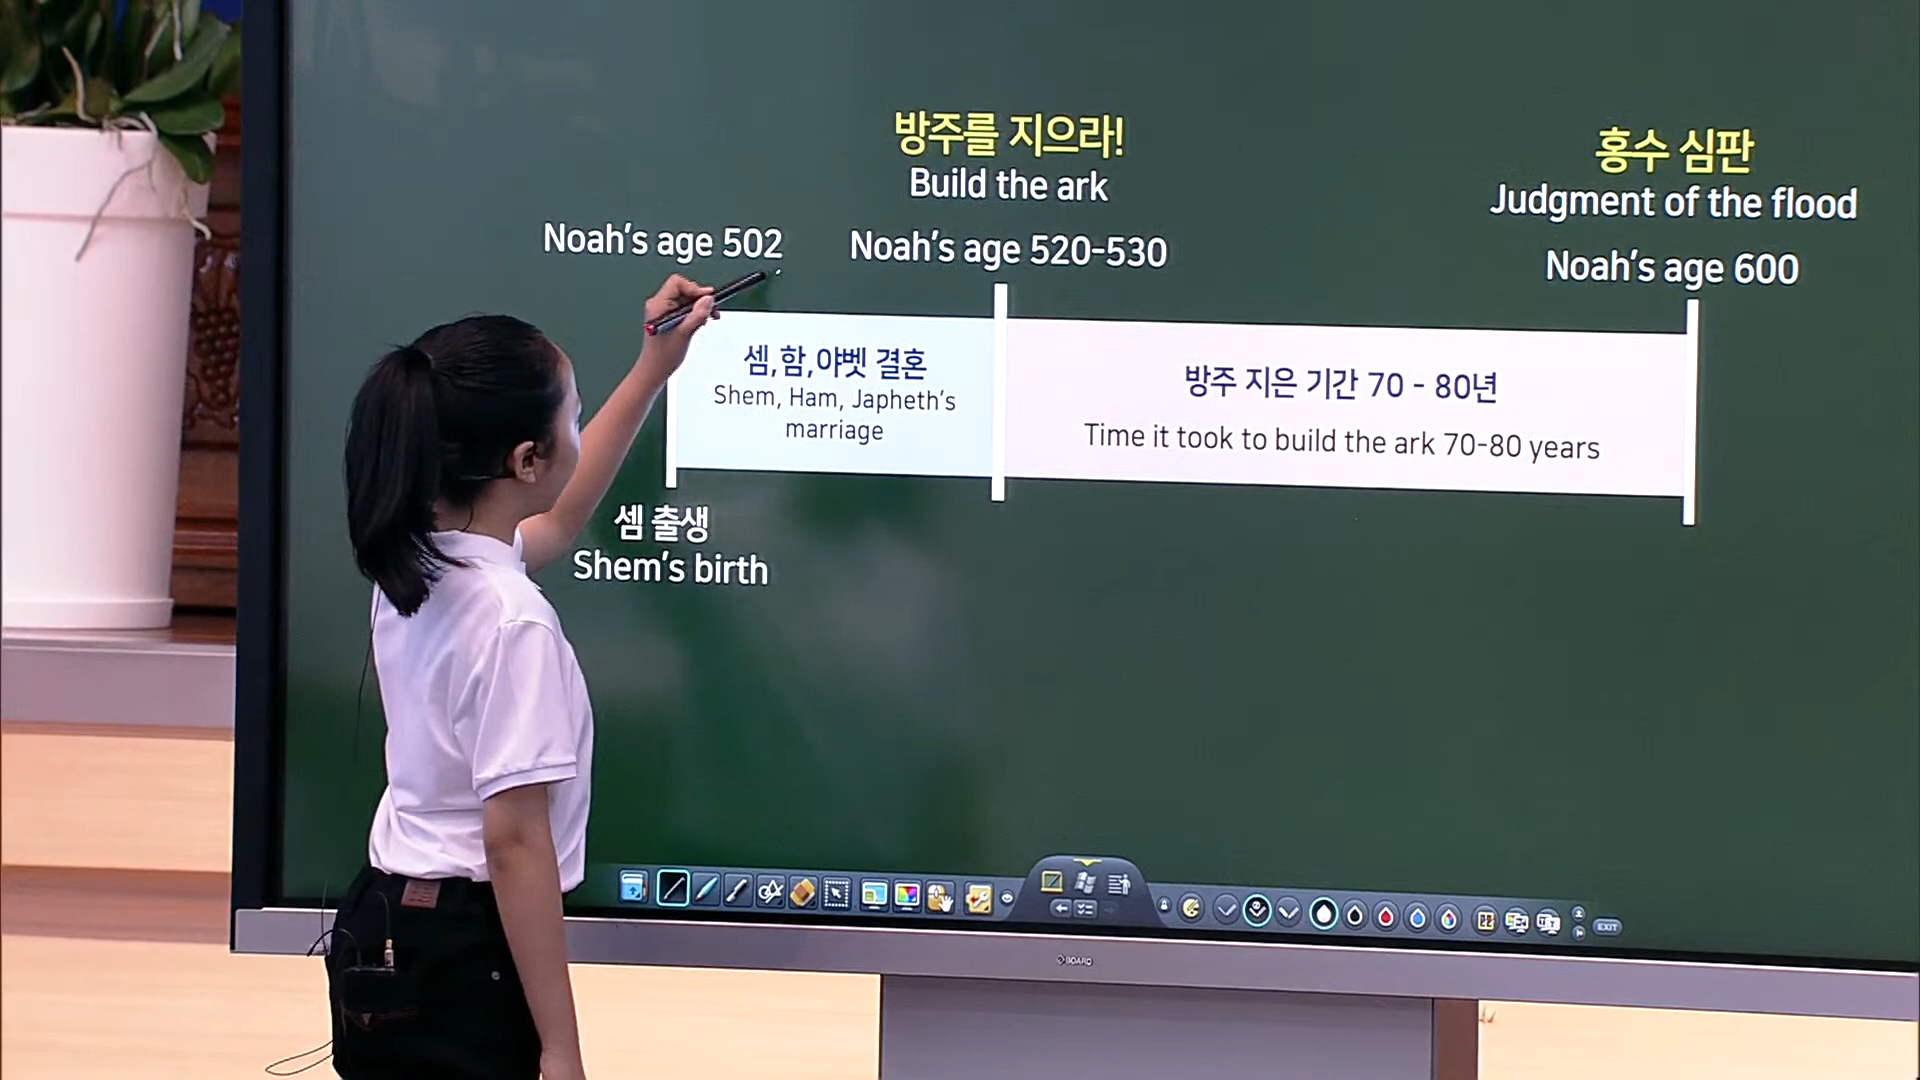 방주를 지으라!
Build the ark
홍수 심판
Judgment of the flood
Noah's age 502
Noah's age 520-530
Noah's age 600
셈,함,야벳 결혼
Shem, Ham, Japheth's
marriage
방주 지은 기간 70 - 80년
Time it took to build the ark 70-80 years
셈 출생
Shem's birth
EXIT
BOARD